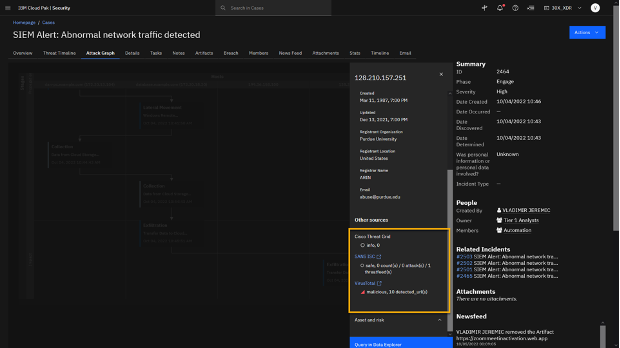 IBM Cloud Pak | Security
Search in Cases
JGX_XDR
V
Homepage / Cases
SIEM Alert: Abnormal network traffic detected
Actions
Overview Threat Timeline Attack Graph Details Tasks Notes Artifacts Breach Members News Feed Attachments Stats Timeline Email
128.210.157.251
Created
Mar 11, 1987, 7:00 PM
Updated
Dec 13, 2021, 7:00 PM
Registrant Organization
Purdue University
Registrant Location
United States
Registrar Name
ARIN
Email
abuse@purdue.edu
Other sources
Cisco Threat Grid
info, 0
SANS ISC
safe, 0 count(s) / 0 attack(s) / 1
threatfeed(s)
VirusTotal
malicious, 10 detected_url(s)
Asset and risk
Query in Data Explorer
Summary
ID 2464
Phase Engage
Severity High
Date Created 10/04/2022 10:46
Date Occurred —
Date
Discovered 10/04/2022 10:43
Date
Determined 10/04/2022 10:43
Was personal
information or
personal data
involved? Unknown
Incident Type —
People
Created By VLADIMIR JEREMIC
Owner Tier 1 Analysts
Members Automation
Related Incidents
#2503 SIEM Alert: Abnormal network tra...
#2502 SIEM Alert: Abnormal network tra...
#2501 SIEM Alert: Abnormal network tra...
#2466 SIEM Alert: Abnormal network tra...
Attachments
There are no attachments.
Newsfeed
VLADIMIR JEREMIC removed the Artifact
https://zoommeetinactivation.web.app